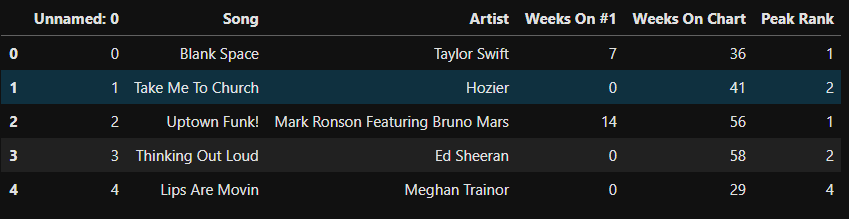 Unnamed: 0 Song Artist Weeks On #1 Weeks On Chart Peak Rank
0 0 Blank Space Taylor Swift 7 36 1
1 1 Take Me To Church Hozier 0 41 2
2 2 Uptown Funk! Mark Ronson Featuring Bruno Mars 14 56 1
3 3 Thinking Out Loud Ed Sheeran 0 58 2
4 4 Lips Are Movin Meghan Trainor 0 29 4